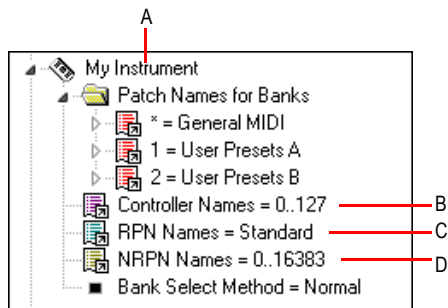 A
My Instrument
Patch Names for Banks
* = General MIDI
1 = User Presets A
2 = User Presets B
Controller Names = 0..127 B
RPN Names = Standard C
NRPN Names = 0..16383 D
Bank Select Method = Normal